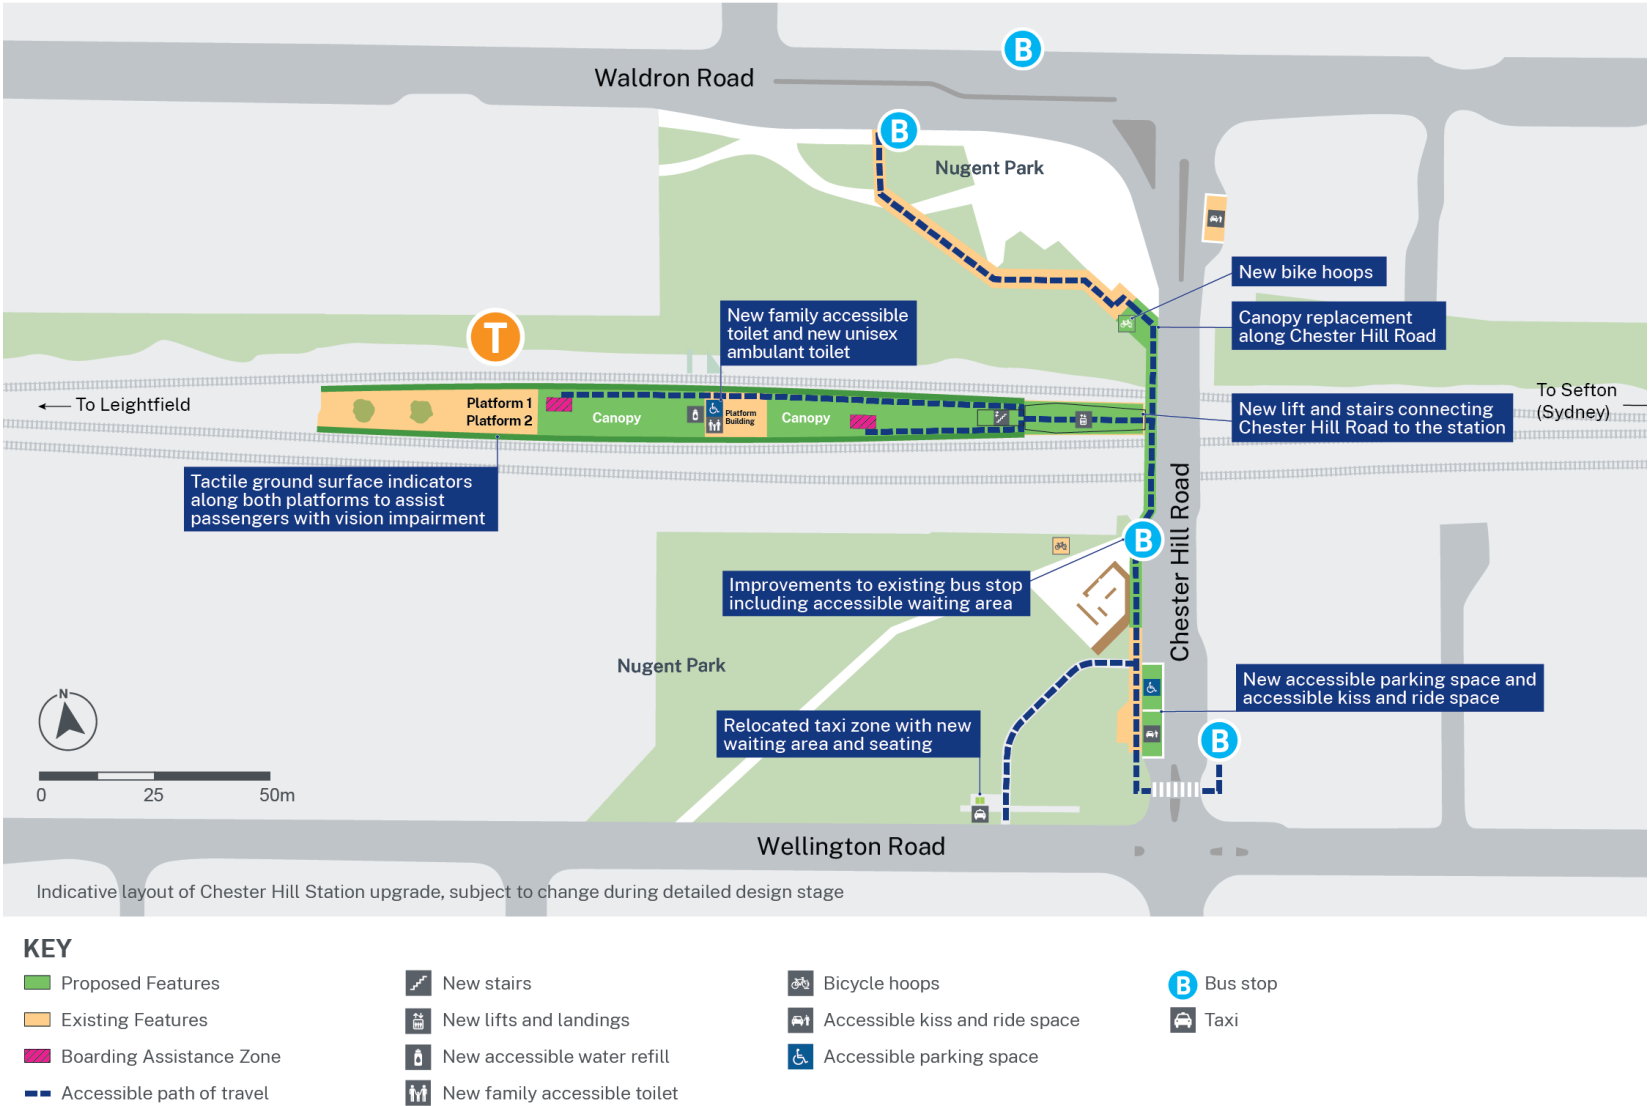 B
Waldron Road
B
Nugent Park
New bike hoops
Canopy replacement
along Chester Hill Road
New family accessible
toilet and new unisex
ambulant toilet
T
To Leightfield
Platform 1
Platform 2
Canopy
Platform
Building
Canopy
To Sefton
(Sydney)
New lift and stairs connecting
Chester Hill Road to the station
Tactile ground surface indicators
along both platforms to assist
passengers with vision impairment
Chester Hill Road
B
Improvements to existing bus stop
including accessible waiting area
Nugent Park
New accessible parking space and
accessible kiss and ride space
Relocated taxi zone with new
waiting area and seating
B
N
0 25 50m
Wellington Road
Indicative layout of Chester Hill Station upgrade, subject to change during detailed design stage
KEY
Proposed Features
Existing Features
Boarding Assistance Zone
Accessible path of travel
New stairs
New lifts and landings
New accessible water refill
New family accessible toilet
Bicycle hoops
Accessible kiss and ride space
Accessible parking space
B Bus stop
Taxi